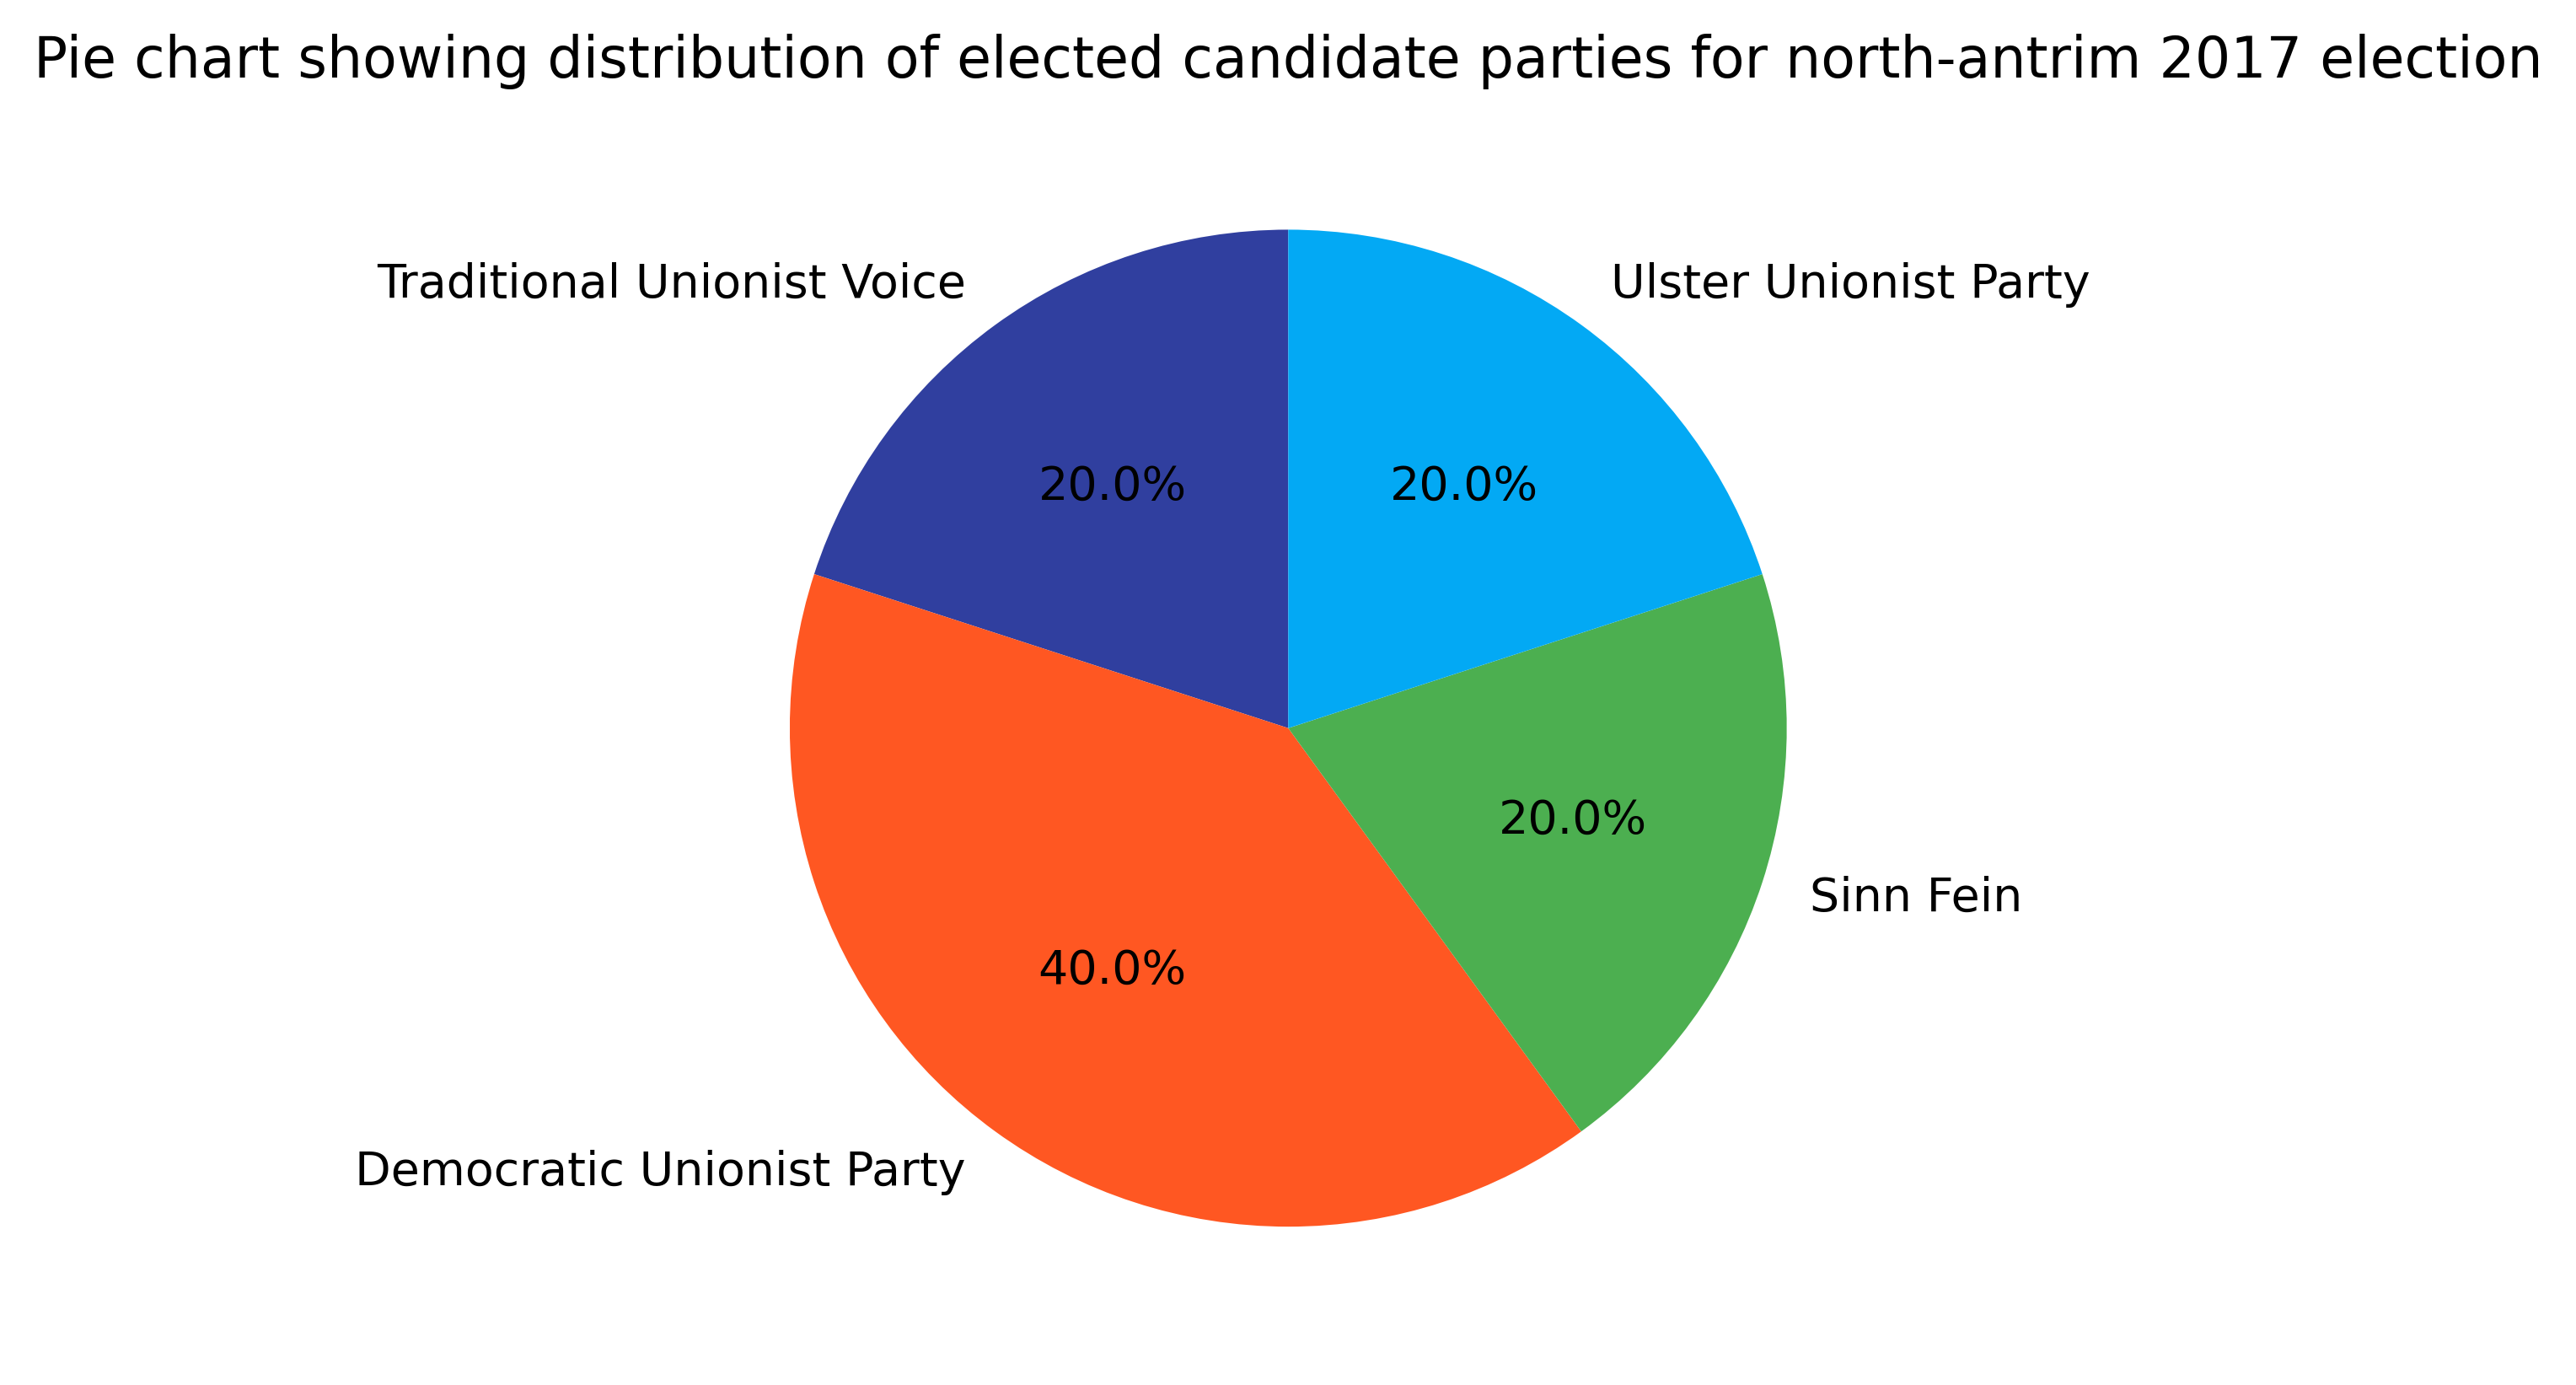 Pie chart showing distribution of elected candidate parties for north-antrim 2017 election
Traditional Unionist Voice
Ulster Unionist Party
20.0%
20.0%
20.0%
Sinn Fein
40.0%
Democratic Unionist Party